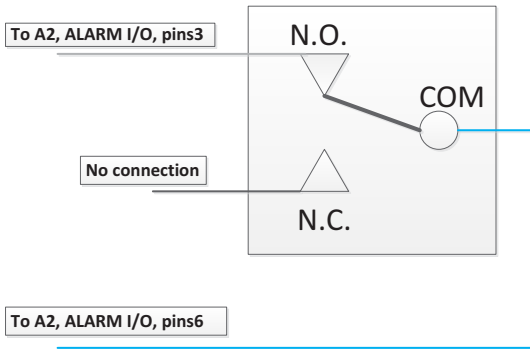 To A2, ALARM I/O, pins3
N.O.
COM
No connection
N.C.
To A2, ALARM I/O, pins6